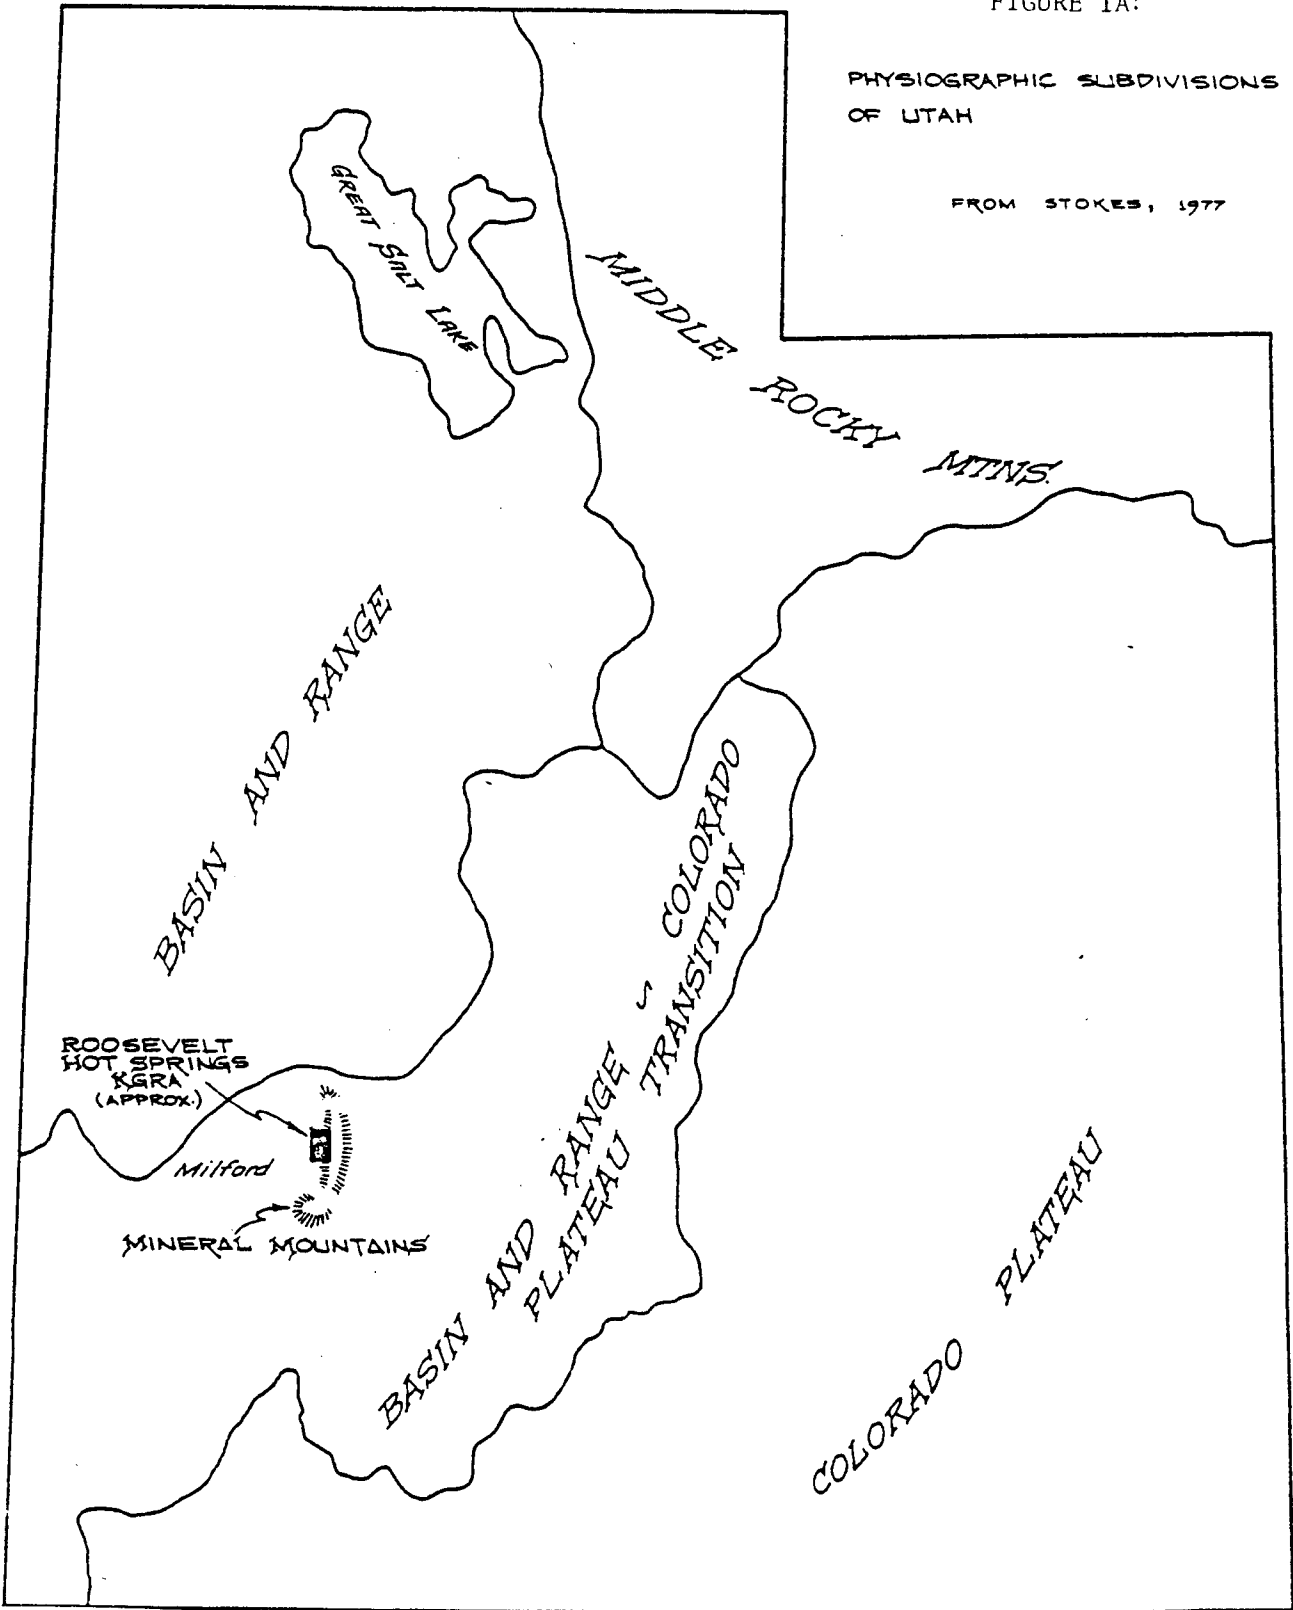 FIGURE 1A:
PHYSIOGRAPHIC SUBDIVISIONS
OF UTAH
FROM STOKES, 1977
GREAT SALT LAKE
MIDDLE ROCKY MTNS.
BASIN AND RANGE
BASIN AND RANGE ~ COLORADO
PLATEAU TRANSITION
ROOSEVELT
HOT SPRINGS
KGRA
(APPROX.)
Milford
MINERAL MOUNTAINS
COLORADO PLATEAU